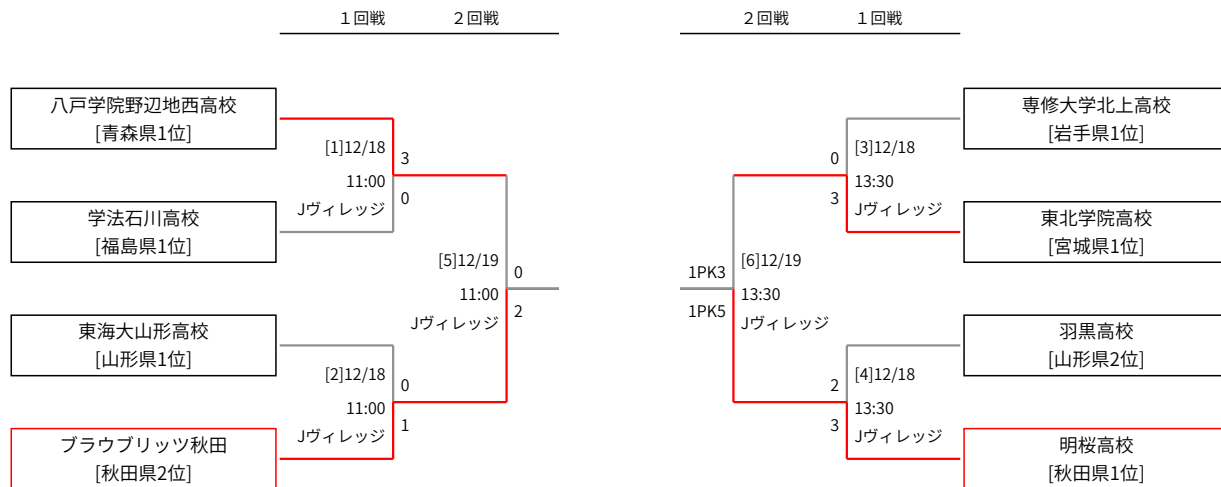 １回戦
２回戦
２回戦
１回戦
八戸学院野辺地西高校
[青森県1位]
[1]12/18
3
11:00
0
Jヴィレッジ
学法石川高校
[福島県1位]
[5]12/19
0
11:00
2
Jヴィレッジ
東海大山形高校
[山形県1位]
[2]12/18
0
11:00
1
Jヴィレッジ
ブラウブリッツ秋田
[秋田県2位]
専修大学北上高校
[岩手県1位]
0
[3]12/18
13:30
3
Jヴィレッジ
東北学院高校
[宮城県1位]
1PK3
[6]12/19
13:30
1PK5
Jヴィレッジ
羽黒高校
[山形県2位]
2
[4]12/18
13:30
3
Jヴィレッジ
明桜高校
[秋田県1位]